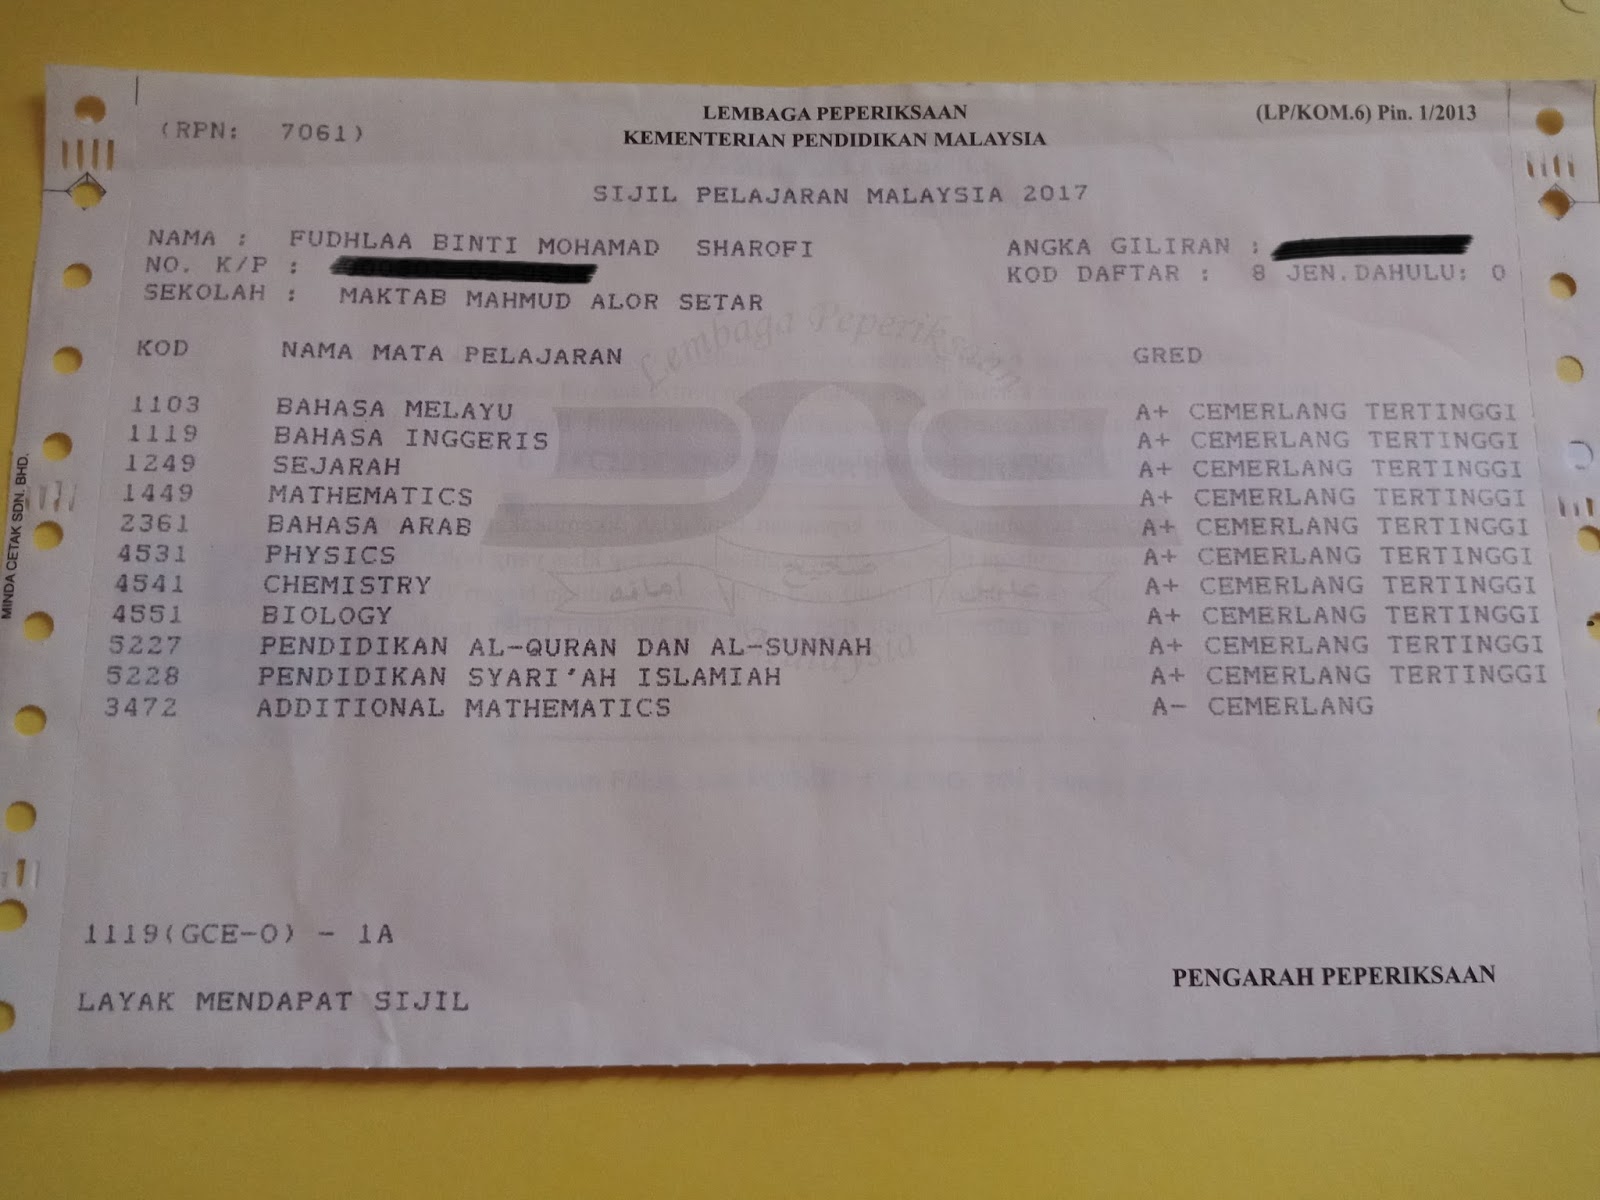 (RPN: 7061)
LEMBAGA PEPERIKSAAN
KEMENTERIAN PENDIDIKAN MALAYSIA
(LP/KOM.6) Pin. 1/2013
SIJIL PELAJARAN MALAYSIA 2017
NAMA : FUDHLAA BINTI MOHAMAD SHAROFI
ANGKA GILIRAN :
NO. K/P :
KOD DAFTAR : 8 JEN.DAHULU: 0
SEKOLAH : MAKTAB MAHMUD ALOR SETAR
KOD NAMA MATA PELAJARAN GRED
1103 BAHASA MELAYU A+ CEMERLANG TERTINGGI
1119 BAHASA INGGERIS A+ CEMERLANG TERTINGGI
1249 SEJARAH A+ CEMERLANG TERTINGGI
1449 MATHEMATICS A+ CEMERLANG TERTINGGI
2361 BAHASA ARAB A+ CEMERLANG TERTINGGI
4531 PHYSICS A+ CEMERLANG TERTINGGI
4541 CHEMISTRY A+ CEMERLANG TERTINGGI
4551 BIOLOGY A+ CEMERLANG TERTINGGI
5227 PENDIDIKAN AL-QURAN DAN AL-SUNNAH A+ CEMERLANG TERTINGGI
5228 PENDIDIKAN SYARI'AH ISLAMIAH A+ CEMERLANG TERTINGGI
3472 ADDITIONAL MATHEMATICS A- CEMERLANG
1119(GCE-O) - 1A
LAYAK MENDAPAT SIJIL
PENGARAH PEPERIKSAAN
MINDA CETAK SDN. BHD.
Lembaga Peperiksaan
Malaysia